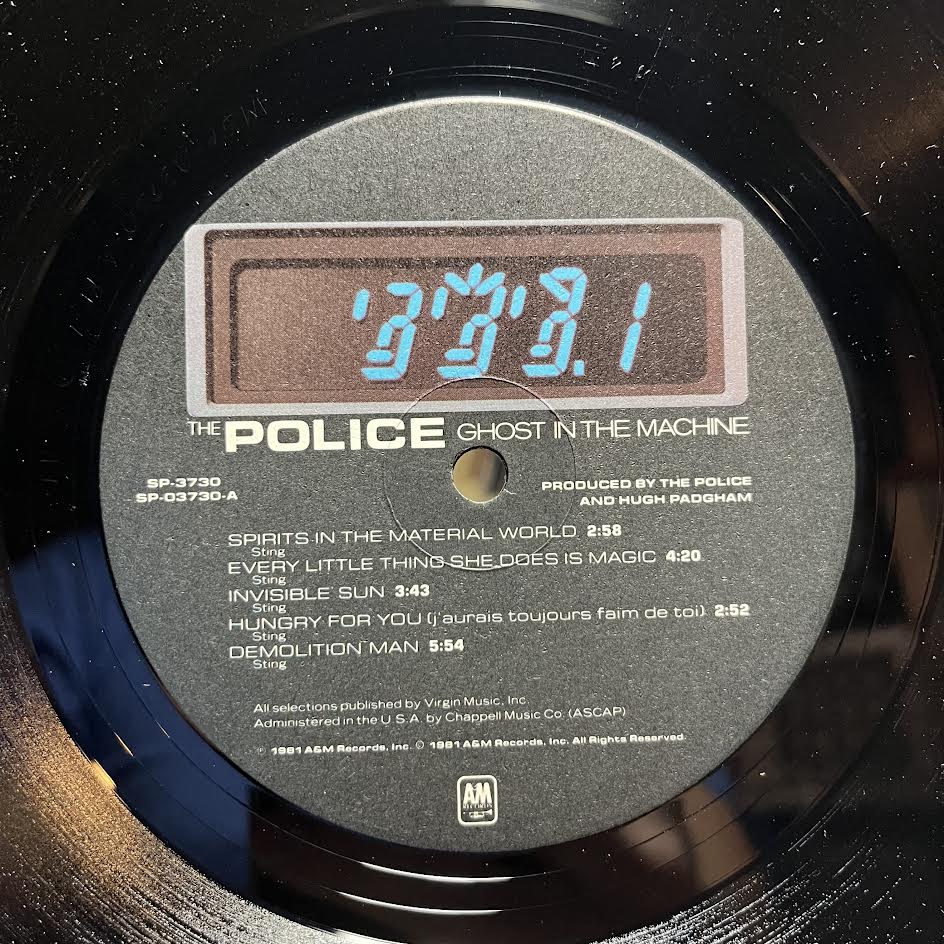 THE POLICE GHOST IN THE MACHINE
SP-3730
SP-03730-A
PRODUCED BY THE POLICE
AND HUGH PADGHAM
SPIRITS IN THE MATERIAL WORLD 2:58
Sting
EVERY LITTLE THING SHE DOES IS MAGIC 4:20
Sting
INVISIBLE SUN 3:43
Sting
HUNGRY FOR YOU (j'aurais toujours faim de toi) 2:52
Sting
DEMOLITION MAN 5:54
Sting
All selections published by Virgin Music, Inc.
Administered in the U.S.A. by Chappell Music Co. (ASCAP)
℗ 1981 A&M Records, Inc. © 1981 A&M Records, Inc. All Rights Reserved.
A&M
RECORDS